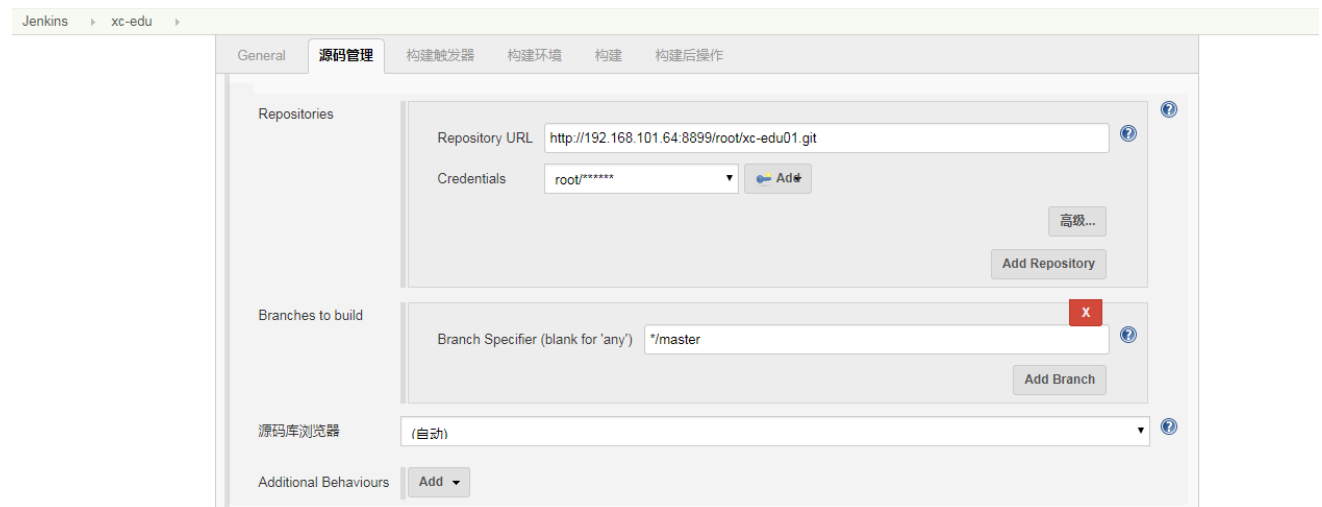 Jenkins xc-edu
General 源码管理 构建触发器 构建环境 构建 构建后操作
Repositories
Repository URL http://192.168.101.64:8899/root/xc-edu01.git
Credentials root/****** Add
高级...
Add Repository
Branches to build
X
Branch Specifier (blank for 'any') */master
Add Branch
源码库浏览器 (自动)
Additional Behaviours Add